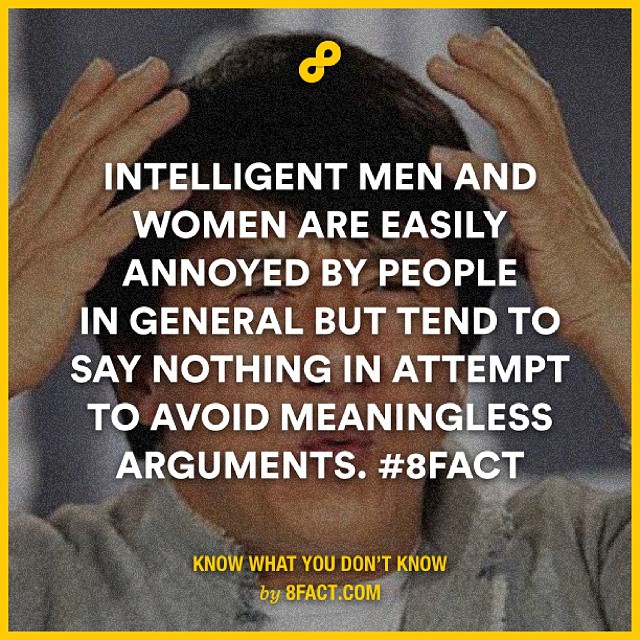 INTELLIGENT MEN AND
WOMEN ARE EASILY
ANNOYED BY PEOPLE
IN GENERAL BUT TEND TO
SAY NOTHING IN ATTEMPT
TO AVOID MEANINGLESS
ARGUMENTS. #8FACT
KNOW WHAT YOU DON'T KNOW
by 8FACT.COM